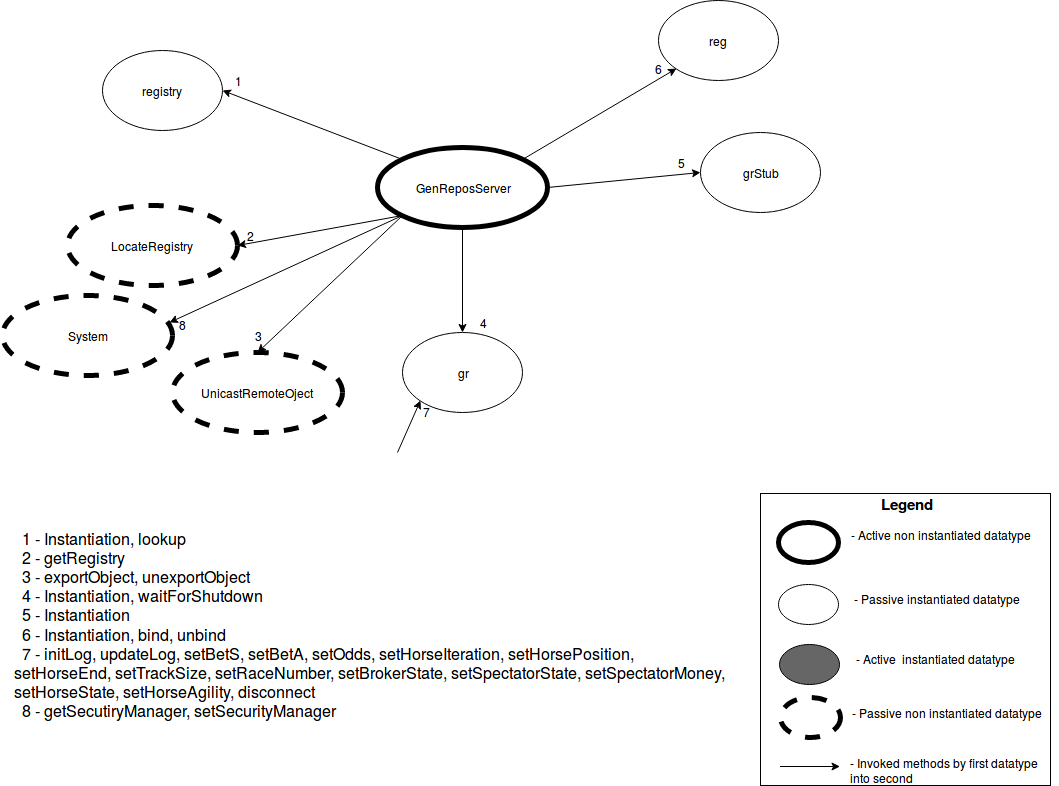 reg
6
registry
1
5
grStub
GenReposServer
LocateRegistry
2
System
8
3
4
UnicastRemoteOject
gr
7
Legend
- Active non instantiated datatype
- Passive instantiated datatype
- Active  instantiated datatype
- Passive non instantiated datatype
- Invoked methods by first datatype
into second
1 - Instantiation, lookup
2 - getRegistry
3 - exportObject, unexportObject
4 - Instantiation, waitForShutdown
5 - Instantiation
6 - Instantiation, bind, unbind
7 - initLog, updateLog, setBetS, setBetA, setOdds, setHorseIteration, setHorsePosition,
setHorseEnd, setTrackSize, setRaceNumber, setBrokerState, setSpectatorState, setSpectatorMoney,
setHorseState, setHorseAgility, disconnect
8 - getSecutiryManager, setSecurityManager